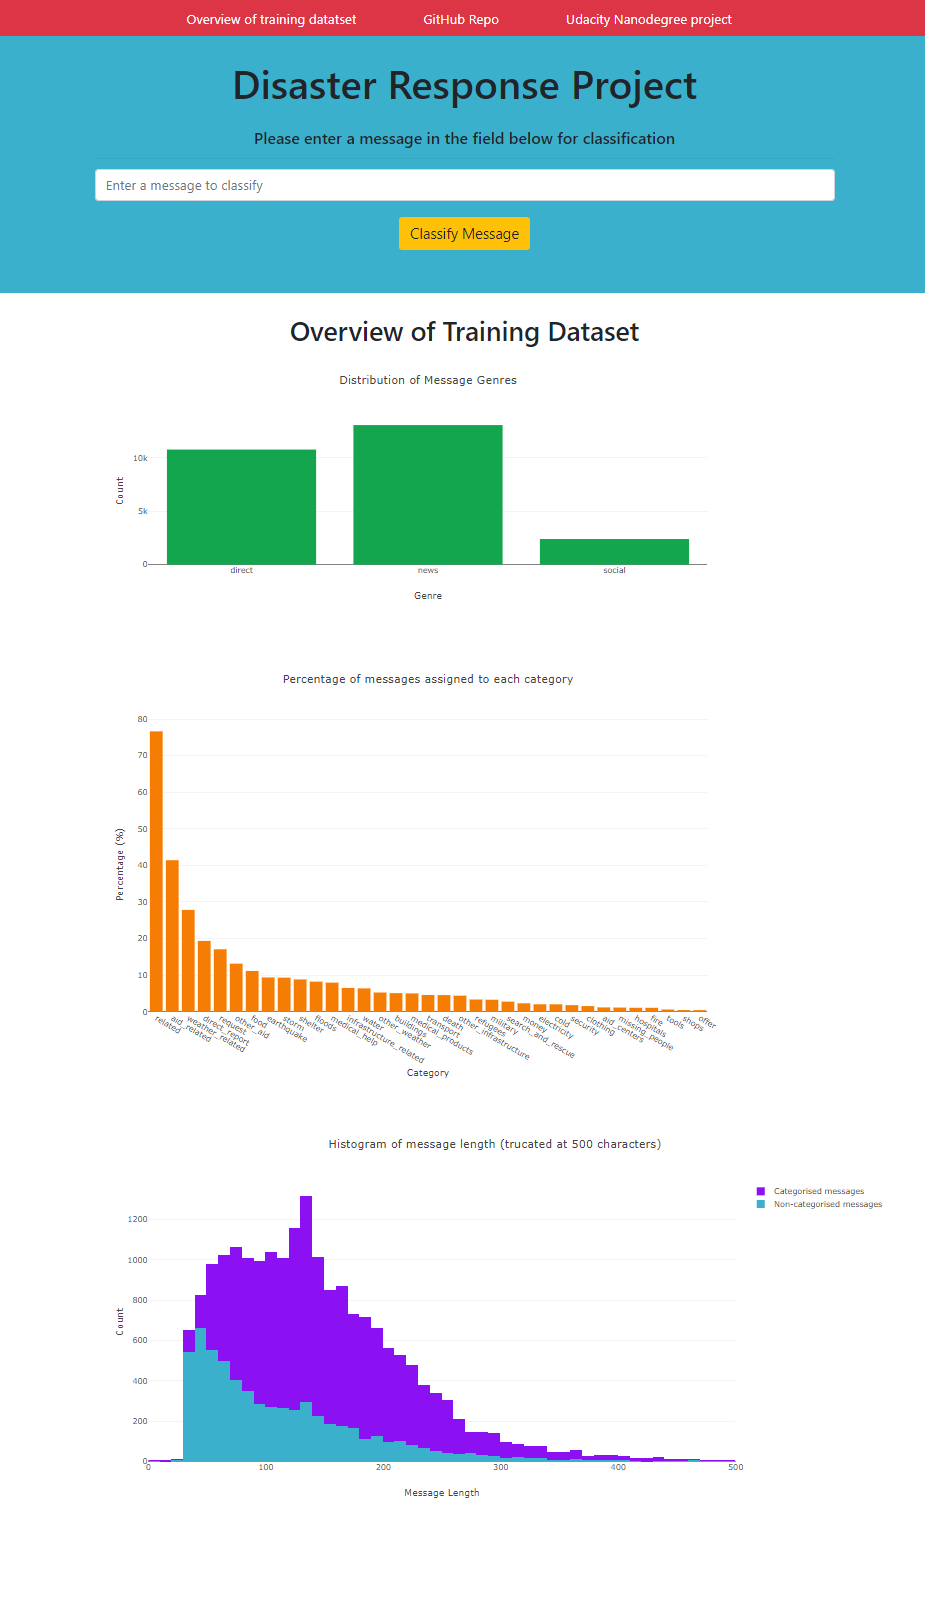 Overview of training datatset GitHub Repo Udacity Nanodegree project
Disaster Response Project
Please enter a message in the field below for classification
Enter a message to classify
Classify Message
Overview of Training Dataset
Distribution of Message Genres
10k
5k
0
Count
direct news social
Genre
Percentage of messages assigned to each category
80
70
60
50
40
30
20
10
0
Percentage (%)
related
aid_related
weather_related
direct_report
request
other_aid
food
earthquake
storm
shelter
floods
medical_help
infrastructure_related
water
other_weather
buildings
medical_products
transport
death
other_infrastructure
refugees
military
search_and_rescue
money
electricity
cold
security
clothing
aid_centers
missing_people
hospitals
fire
tools
shops
offer
Category
Histogram of message length (trucated at 500 characters)
Categorised messages
Non-categorised messages
1200
1000
800
600
400
200
0
Count
0 100 200 300 400 500
Message Length